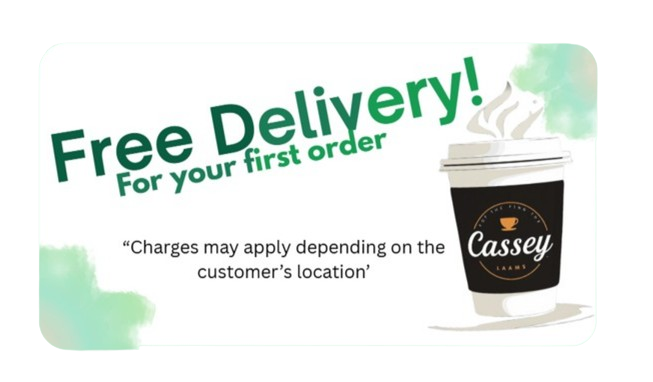 Free Delivery!
For your first order
“Charges may apply depending on the
customer’s location’
Cassey